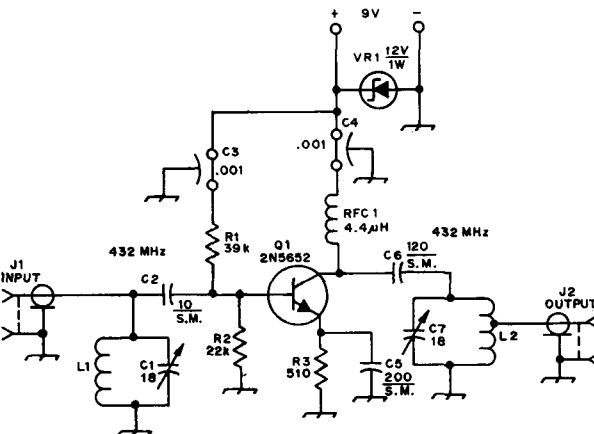 + 9V -
VR1 12V
1W
C3
.001
C4
.001
RFC1
4.4µH
R1
39k
Q1
2N5652
432 MHz
432 MHz
J1
INPUT
C2
10
S.M.
C6 120
S.M.
J2
OUTPUT
L1
C1
18
R2
22k
R3
510
C5
200
S.M.
C7
18
L2